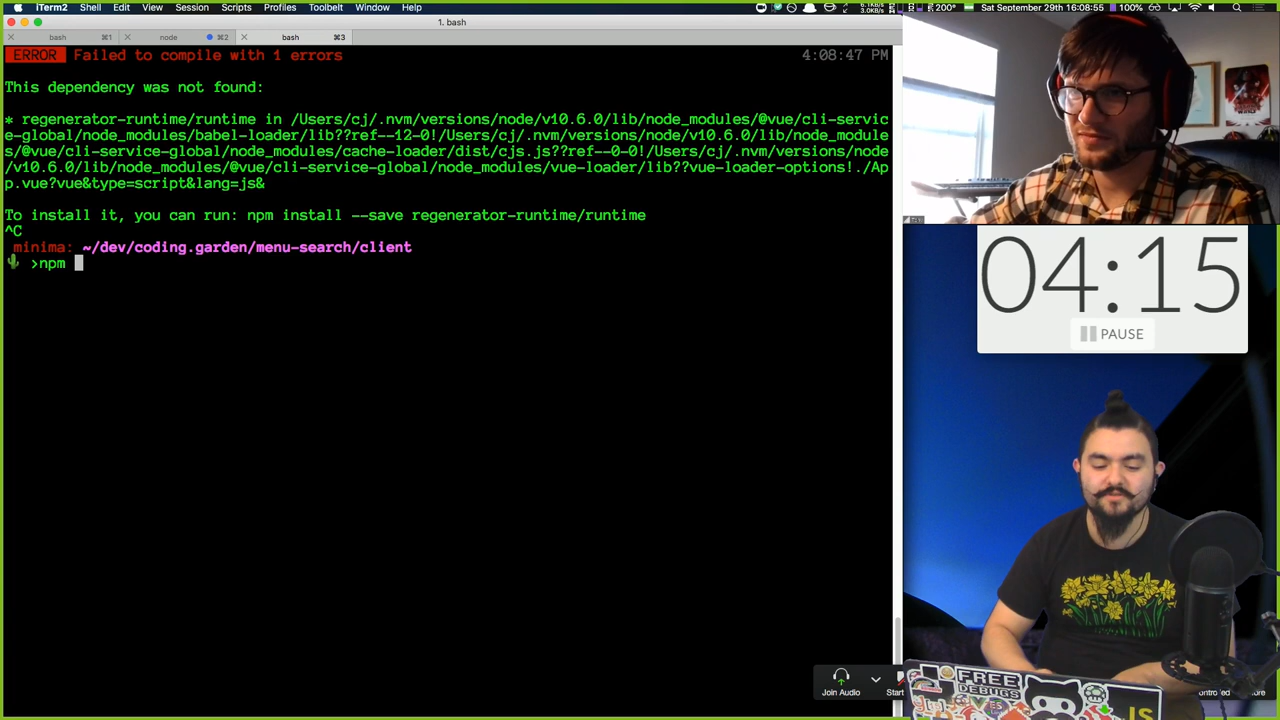 iTerm2 Shell Edit View Session Scripts Profiles Toolbelt Window Help
200° Sat September 29th 16:08:55 100%
1. bash
bash ⌘1 node ⌘2 bash ⌘3
ERROR Failed to compile with 1 errors 4:08:47 PM
This dependency was not found:
* regenerator-runtime/runtime in /Users/cj/.nvm/versions/node/v10.6.0/lib/node_modules/@vue/cli-servic
e-global/node_modules/babel-loader/lib??ref--12-0!/Users/cj/.nvm/versions/node/v10.6.0/lib/node_module
s/@vue/cli-service-global/node_modules/cache-loader/dist/cjs.js??ref--0-0!/Users/cj/.nvm/versions/node
/v10.6.0/lib/node_modules/@vue/cli-service-global/node_modules/vue-loader/lib??vue-loader-options!./Ap
p.vue?vue&type=script&lang=js&
To install it, you can run: npm install --save regenerator-runtime/runtime
^C
minima: ~/dev/coding.garden/menu-search/client
>npm
04:15
PAUSE
Join Audio
Start
FREE
DEBUGS
JS